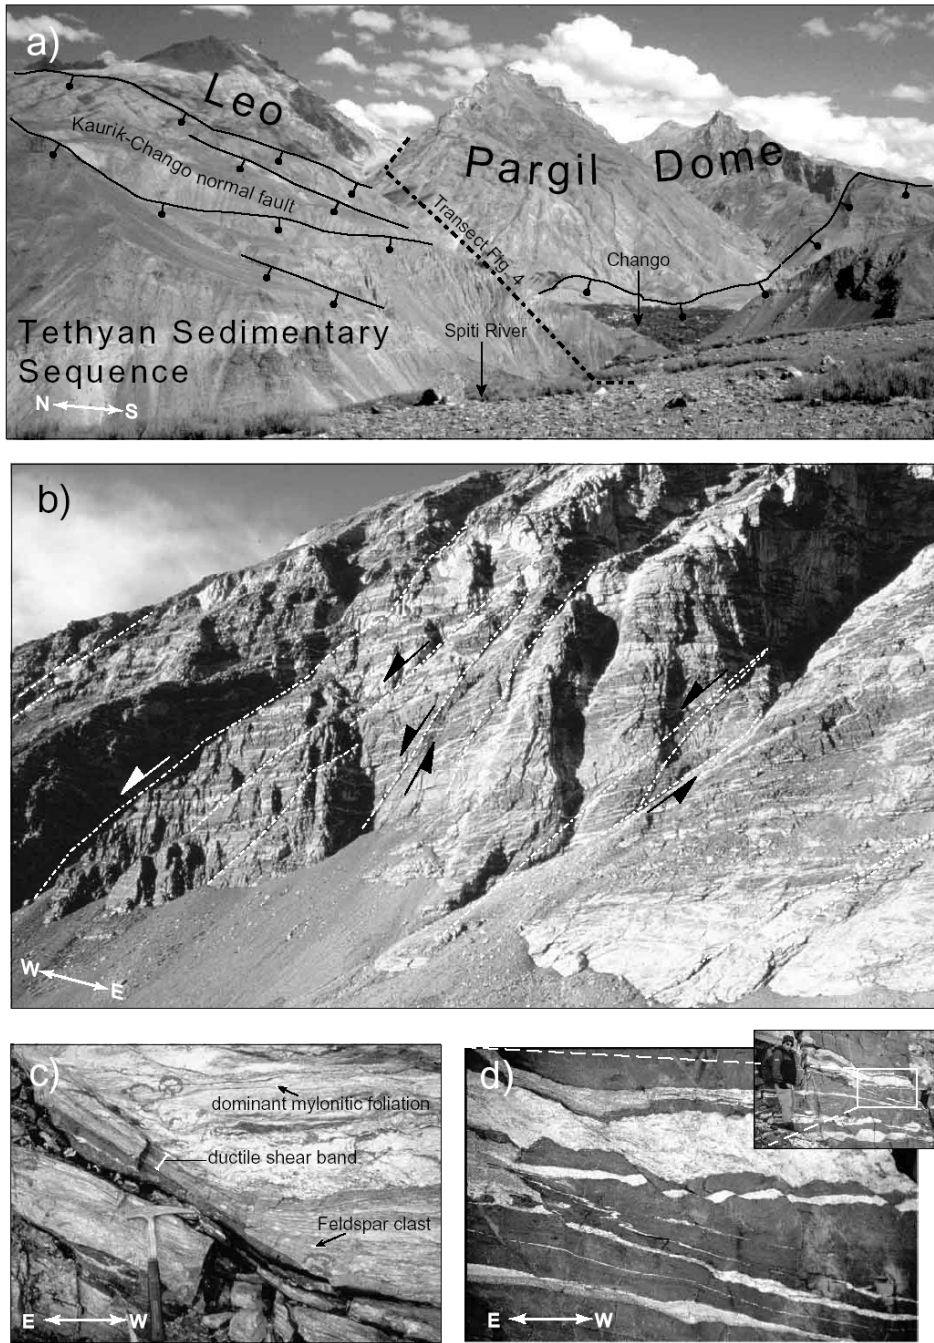 a)
Leo
Kaurik-Chango normal fault
Pargil Dome
Transect Fig. 4
Chango
Spiti River
Tethyan Sedimentary
Sequence
N S
b)
W
E
c)
dominant mylonitic foliation
ductile shear band
Feldspar clast
E W
d)
E W